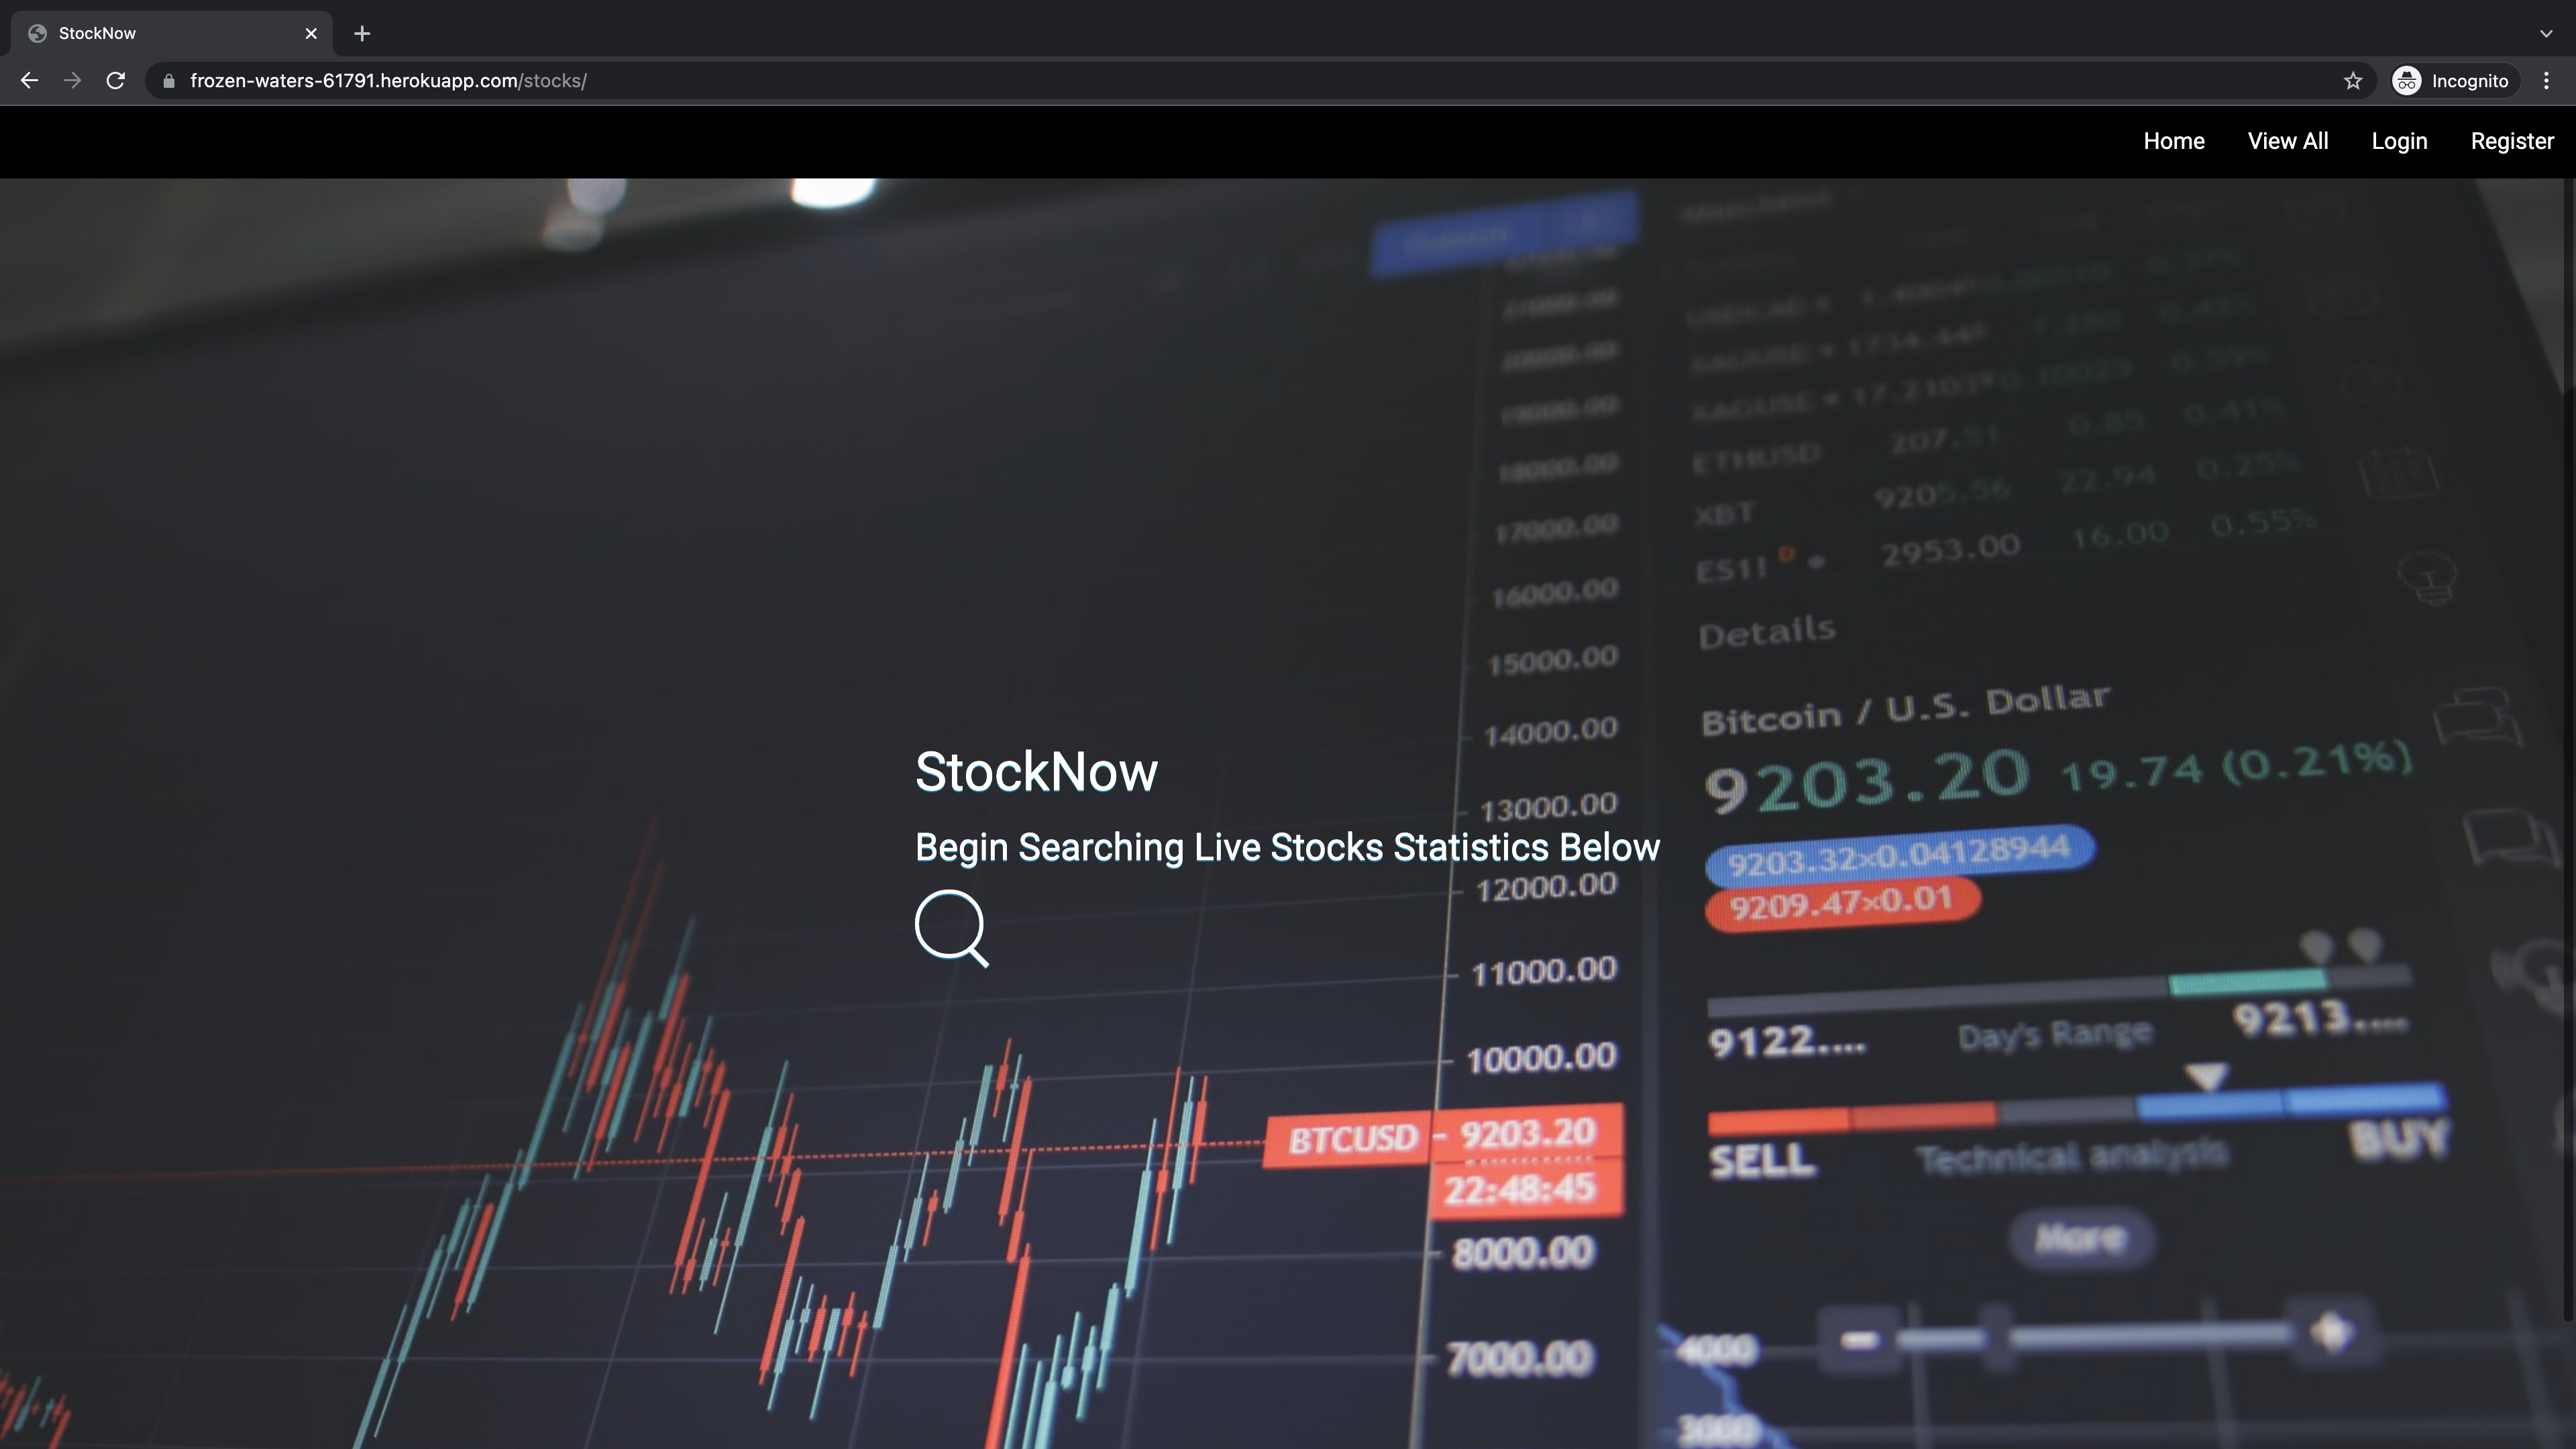 StockNow
frozen-waters-61791.herokuapp.com/stocks/
Incognito
Home View All Login Register
17000.00
16000.00
15000.00
14000.00
13000.00
12000.00
11000.00
10000.00
BTCUSD - 9203.20
22:48:45
8000.00
7000.00
StockNow
Begin Searching Live Stocks Statistics Below
ETHUSD 207.51 0.85 0.41%
XBT 9205.56 22.94 0.25%
ES1! D 2953.00 16.00 0.55%
Details
Bitcoin / U.S. Dollar
9203.20 19.74 (0.21%)
9203.32×0.04128944
9209.47×0.01
9122.... Day's Range 9213....
SELL Technical analysis BUY
More
4000
3000